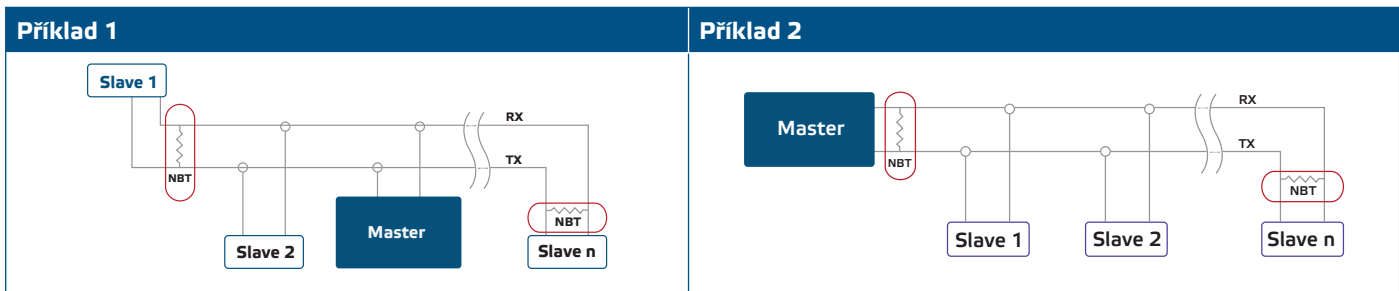 Příklad 1
Slave 1
RX
TX
NBT
NBT
Master
Slave 2
Slave n
Příklad 2
RX
Master
TX
NBT
NBT
Slave 1
Slave 2
Slave n